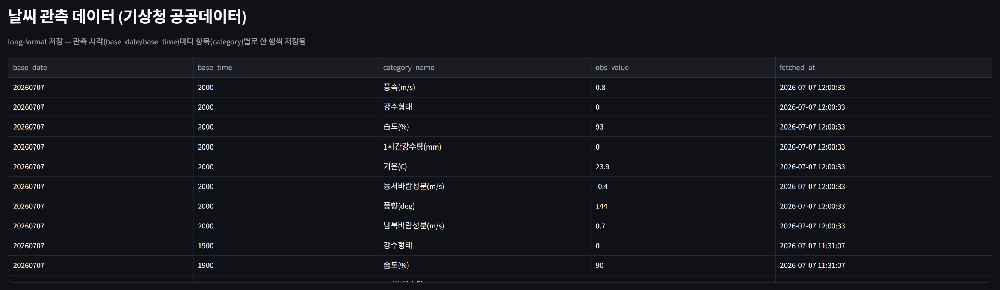 날씨 관측 데이터 (기상청 공공데이터)
long-format 저장 — 관측 시각(base_date/base_time)마다 항목(category)별로 한 행씩 저장됨
base_date base_time category_name obs_value fetched_at
20260707 2000 풍속(m/s) 0.8 2026-07-07 12:00:33
20260707 2000 강수형태 0 2026-07-07 12:00:33
20260707 2000 습도(%) 93 2026-07-07 12:00:33
20260707 2000 1시간강수량(mm) 0 2026-07-07 12:00:33
20260707 2000 기온(C) 23.9 2026-07-07 12:00:33
20260707 2000 동서바람성분(m/s) -0.4 2026-07-07 12:00:33
20260707 2000 풍향(deg) 144 2026-07-07 12:00:33
20260707 2000 남북바람성분(m/s) 0.7 2026-07-07 12:00:33
20260707 1900 강수형태 0 2026-07-07 11:31:07
20260707 1900 습도(%) 90 2026-07-07 11:31:07